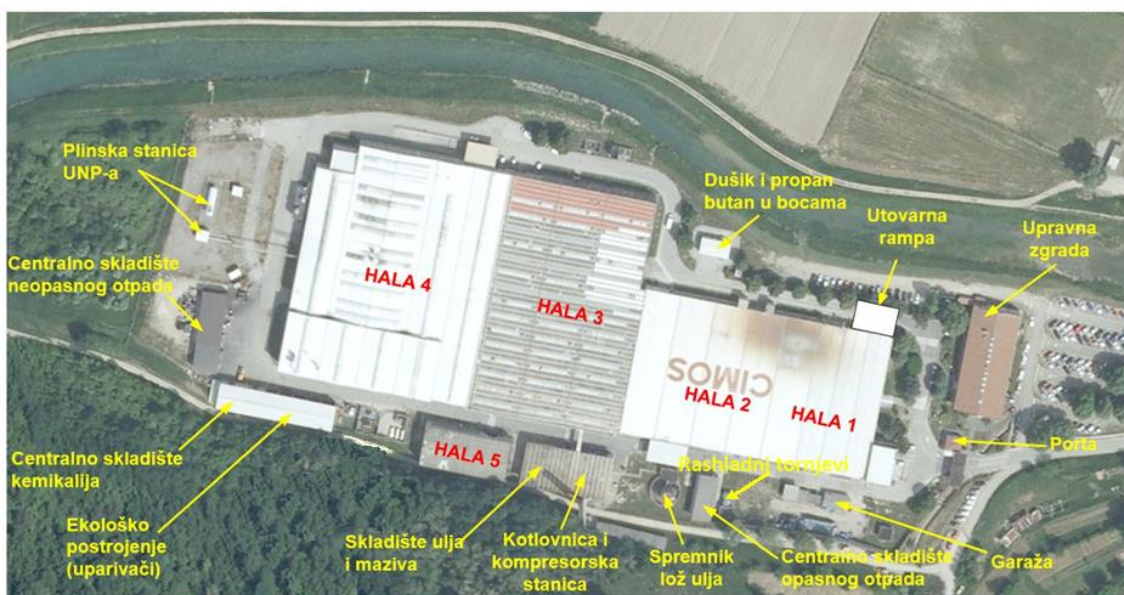 Plinska stanica
UNP-a
Centralno skladište
neopasnog otpada
Dušik i propan
butan u bocama
Utovarna
rampa
Upravna
zgrada
HALA 4
HALA 3
CIMOS
HALA 2
HALA 1
HALA 5
Porta
Rashladni tornjevi
Centralno skladište
kemikalija
Ekološko
postrojenje
(uparivači)
Skladište ulja
i maziva
Kotlovnica i
kompresorska
stanica
Spremnik
lož ulja
Centralno skladište
opasnog otpada
Garaža